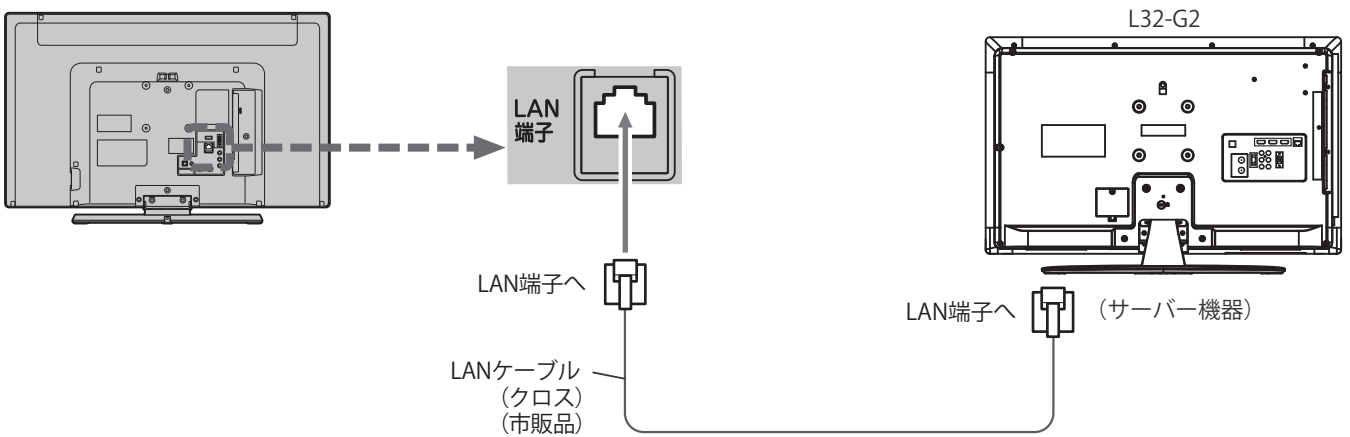 L32-G2
LAN
端子
LAN端子へ
LAN端子へ
（サーバー機器）
LANケーブル
（クロス）
（市販品）